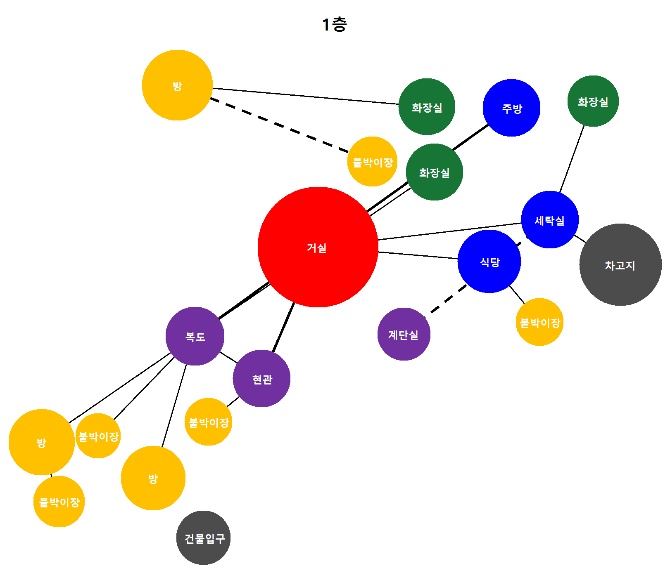 1층
방
화장실
주방
화장실
붙박이장
화장실
세탁실
거실
식당
차고지
붙박이장
계단실
복도
현관
붙박이장
붙박이장
방
방
붙박이장
건물입구